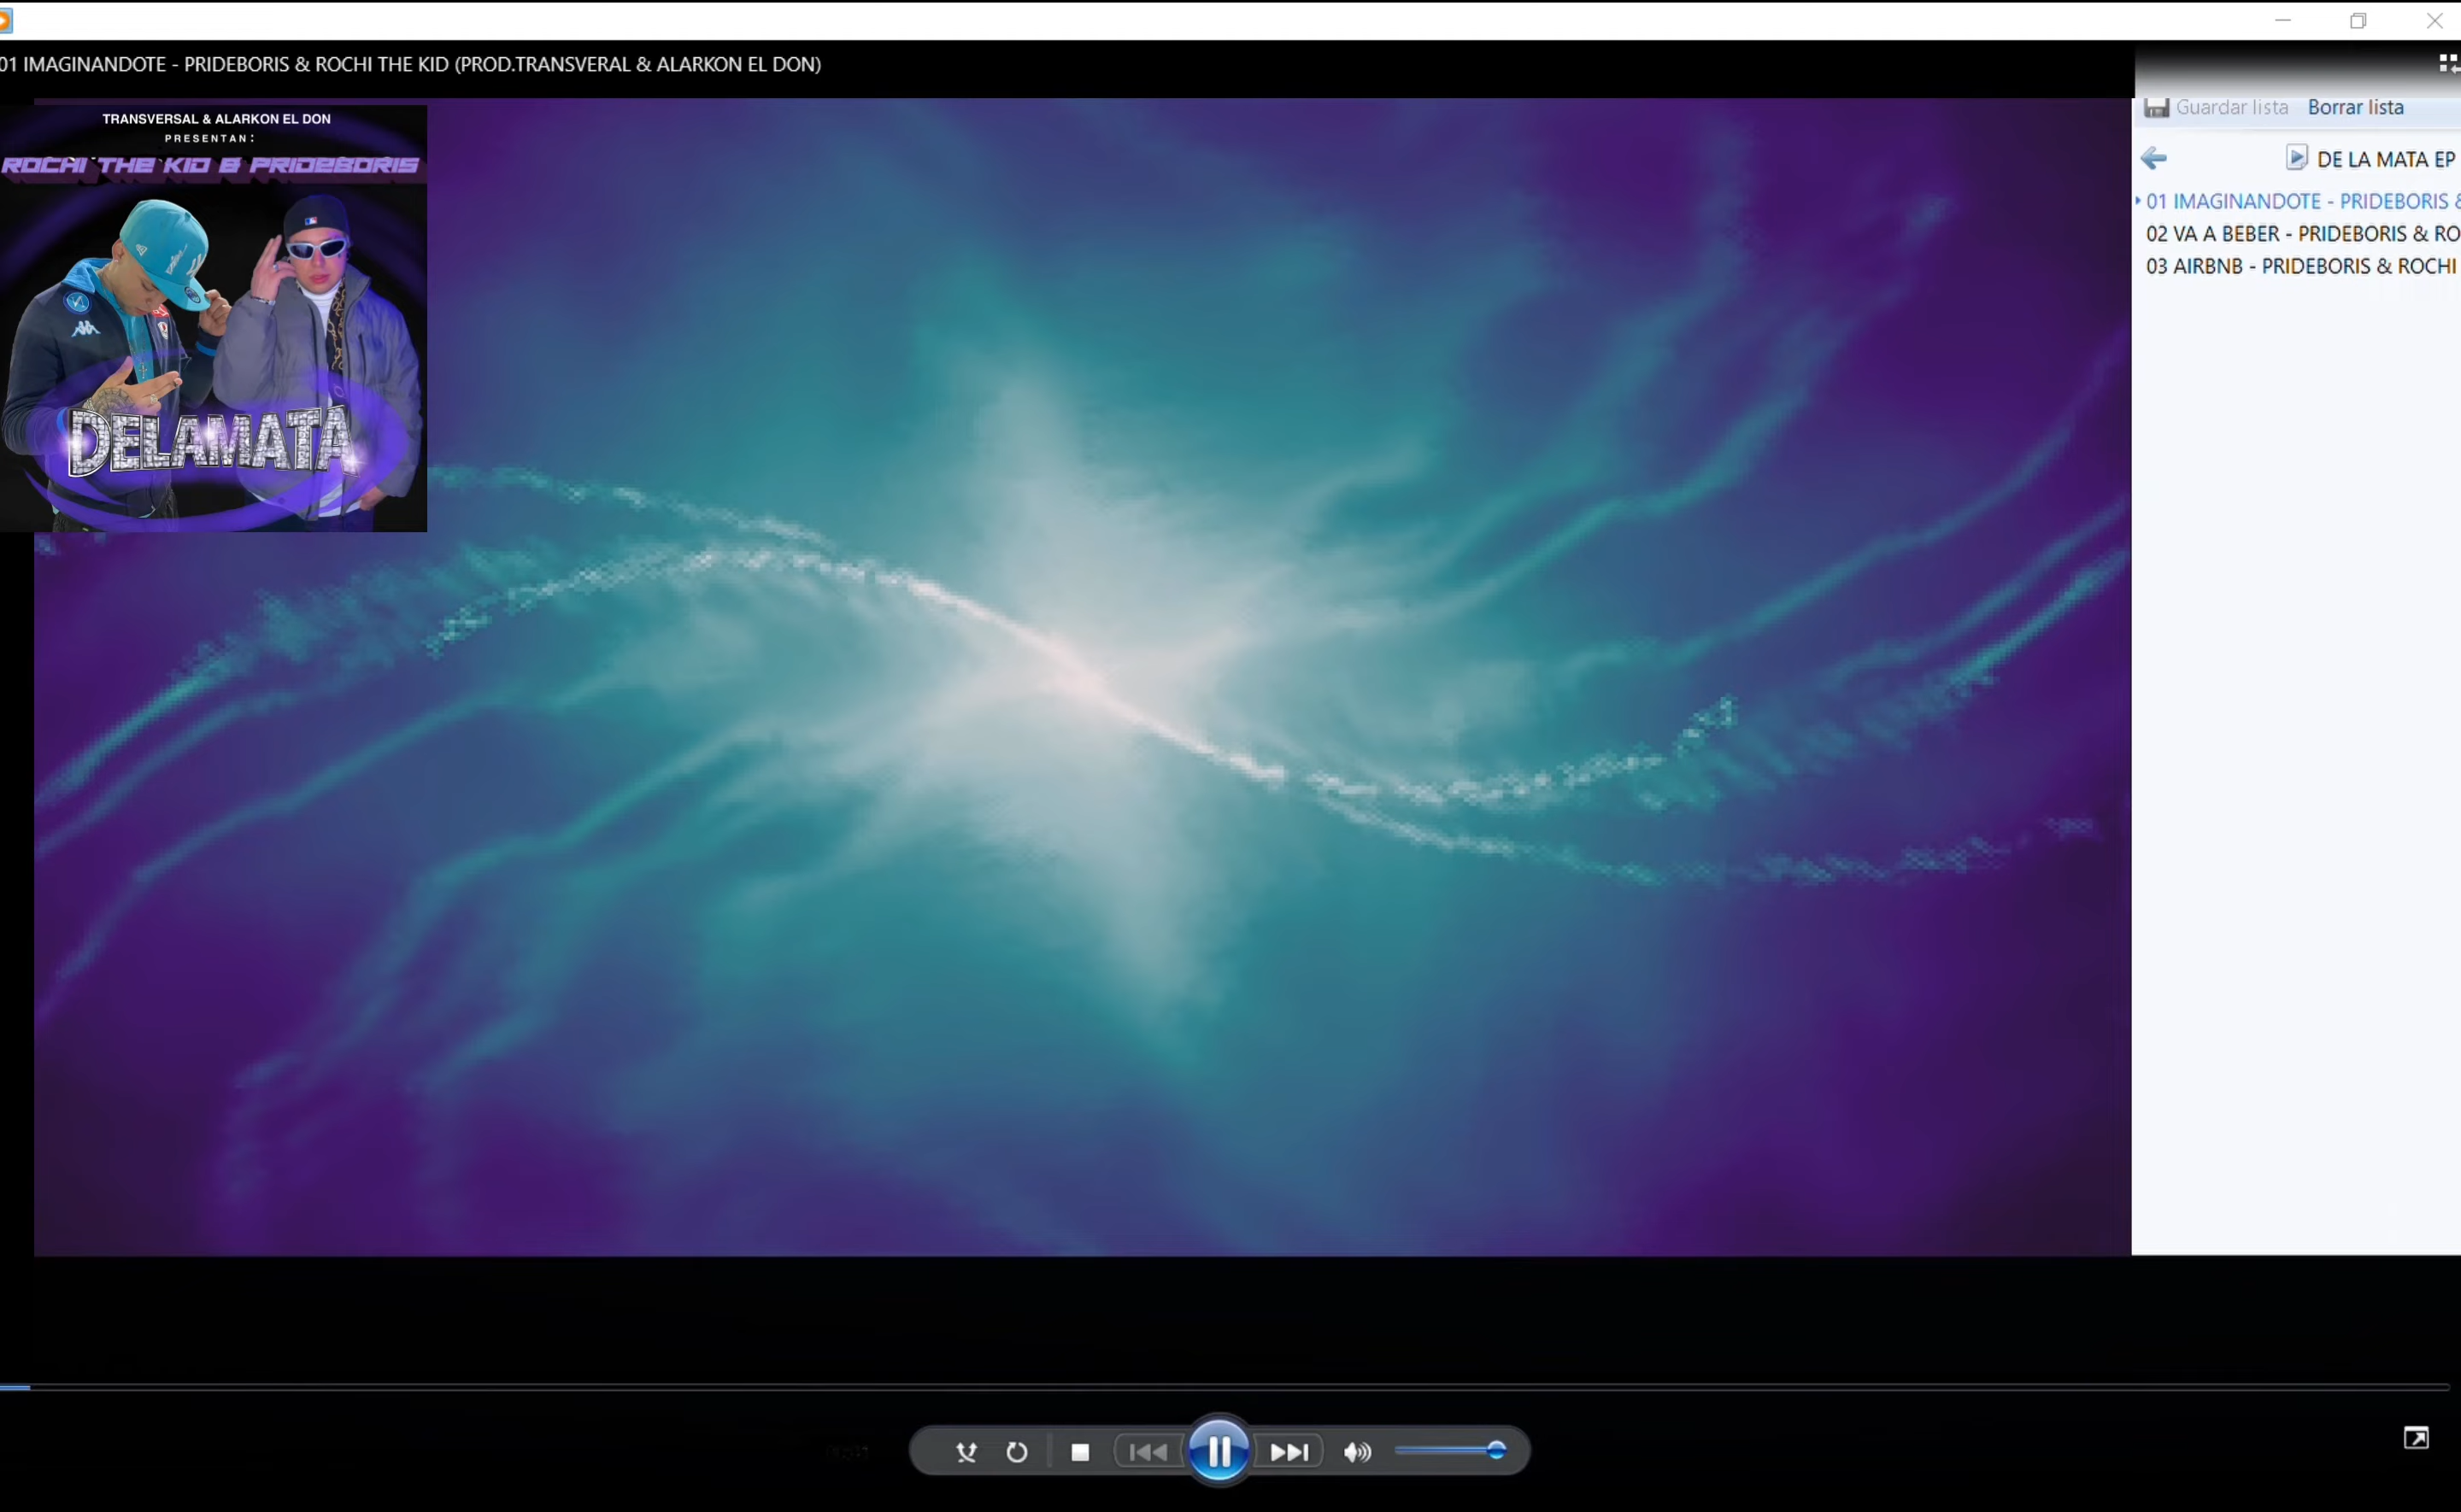 01 IMAGINANDOTE - PRIDEBORIS & ROCHI THE KID (PROD.TRANSVERAL & ALARKON EL DON)
TRANSVERSAL & ALARKON EL DON
PRESENTAN:
ROCHI THE KID & PRIDEBORIS
DELAMATA
Guardar lista Borrar lista
DE LA MATA EP
01 IMAGINANDOTE - PRIDEBORIS &
02 VA A BEBER - PRIDEBORIS & RO
03 AIRBNB - PRIDEBORIS & ROCHI